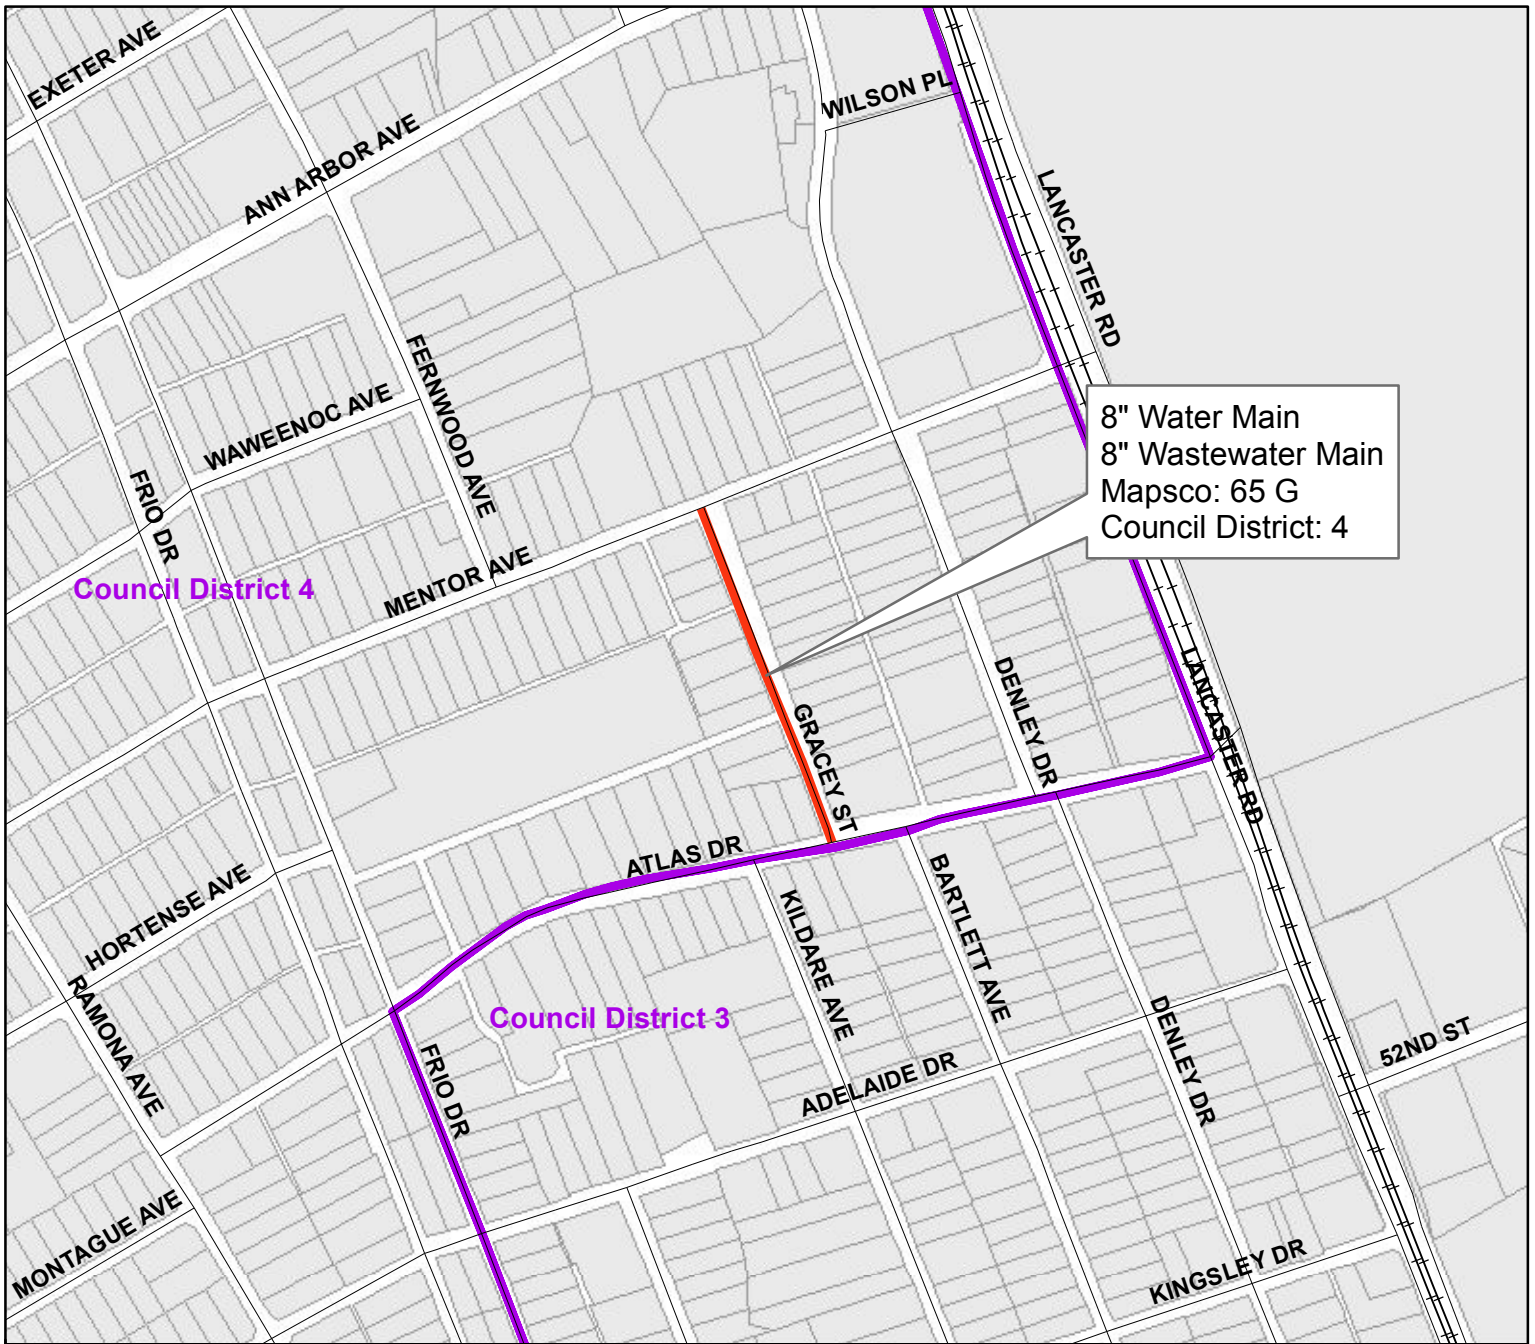 EXETER AVE
ANN ARBOR AVE
WILSON PL
LANCASTER RD
FERNWOOD AVE
WAWEENOC AVE
8" Water Main
8" Wastewater Main
Mapsco: 65 G
Council District: 4
FRIO DR
Council District 4
MENTOR AVE
DENLEY DR
LANCASTER RD
GRACEY ST
ATLAS DR
HORTENSE AVE
KILDARE AVE
BARTLETT AVE
RAMONA AVE
Council District 3
DENLEY DR
52ND ST
FRIO DR
ADELAIDE DR
MONTAGUE AVE
KINGSLEY DR